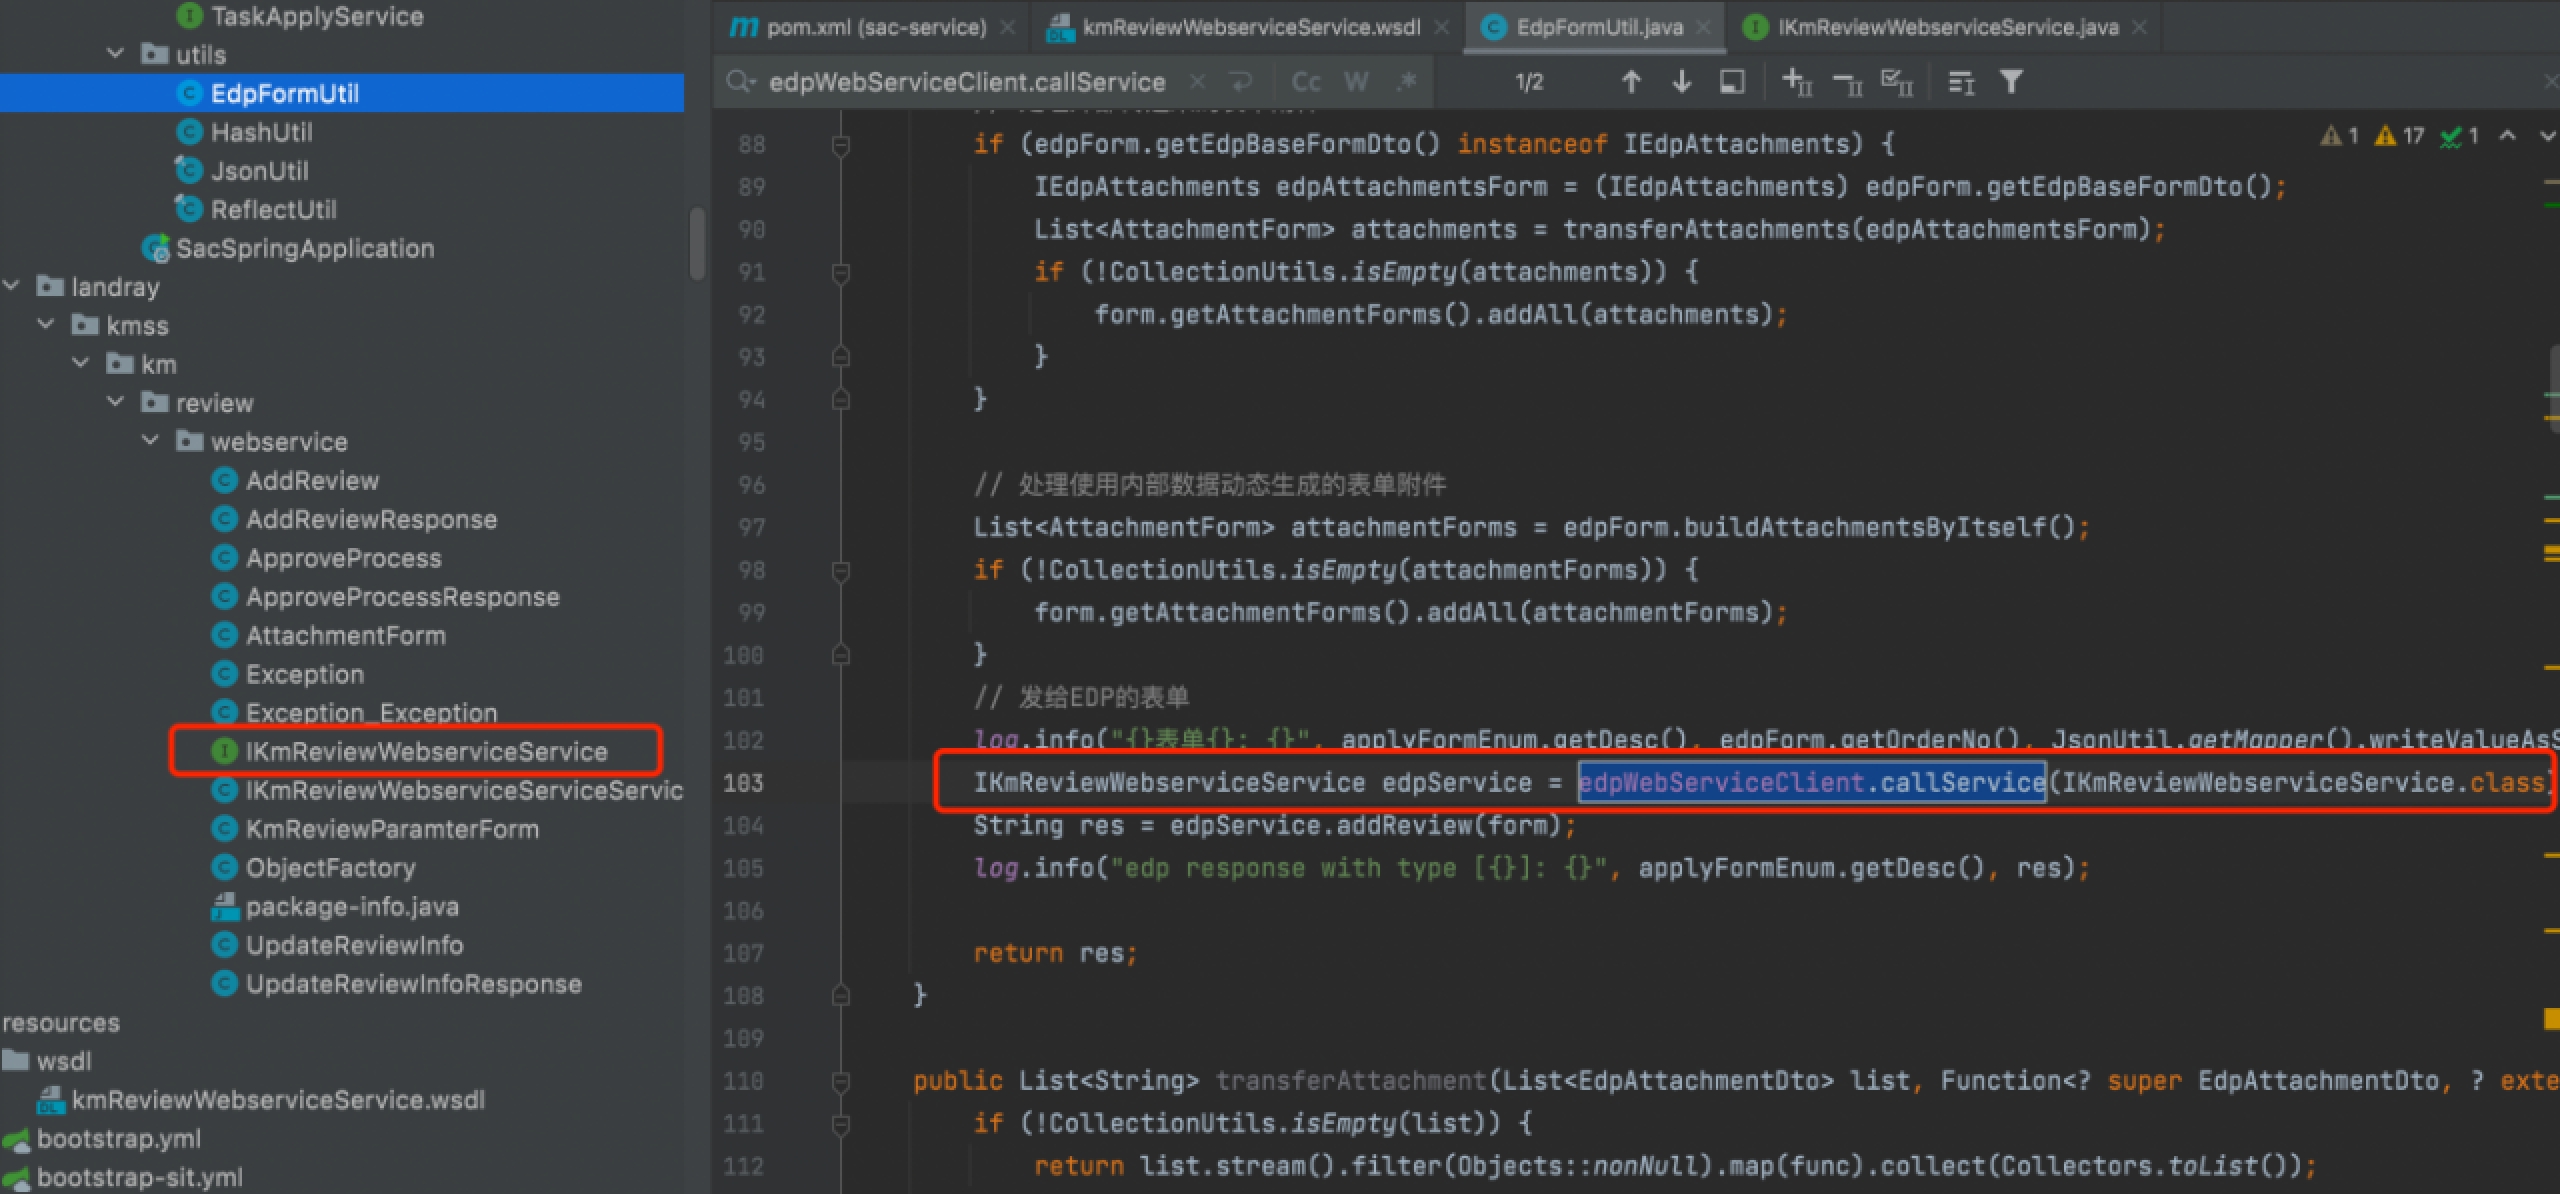 TaskApplyService
utils
EdpFormUtil
HashUtil
JsonUtil
ReflectUtil
SacSpringApplication
landray
kmss
km
review
webservice
AddReview
AddReviewResponse
ApproveProcess
ApproveProcessResponse
AttachmentForm
Exception
Exception_Exception
IKmReviewWebserviceService
IKmReviewWebserviceServiceServic
KmReviewParamterForm
ObjectFactory
package-info.java
UpdateReviewInfo
UpdateReviewInfoResponse
resources
wsdl
kmReviewWebserviceService.wsdl
bootstrap.yml
bootstrap-sit.yml
pom.xml (sac-service) kmReviewWebserviceService.wsdl EdpFormUtil.java IKmReviewWebserviceService.java
edpWebServiceClient.callService Cc W .* 1/2
1 17 1
88 if (edpForm.getEdpBaseFormDto() instanceof IEdpAttachments) {
89 IEdpAttachments edpAttachmentsForm = (IEdpAttachments) edpForm.getEdpBaseFormDto();
90 List<AttachmentForm> attachments = transferAttachments(edpAttachmentsForm);
91 if (!CollectionUtils.isEmpty(attachments)) {
92 form.getAttachmentForms().addAll(attachments);
93 }
94 }
95
96 // 处理使用内部数据动态生成的表单附件
97 List<AttachmentForm> attachmentForms = edpForm.buildAttachmentsByItself();
98 if (!CollectionUtils.isEmpty(attachmentForms)) {
99 form.getAttachmentForms().addAll(attachmentForms);
100 }
101 // 发给EDP的表单
102 log.info("{}表单{}: {}", applyFormEnum.getDesc(), edpForm.getOrderNo(), JsonUtil.getMapper().writeValueAsS
103 IKmReviewWebserviceService edpService = edpWebServiceClient.callService(IKmReviewWebserviceService.class)
104 String res = edpService.addReview(form);
105 log.info("edp response with type [{}]: {}", applyFormEnum.getDesc(), res);
106
107 return res;
108 }
109
110 public List<String> transferAttachment(List<EdpAttachmentDto> list, Function<? super EdpAttachmentDto, ? exte
111 if (!CollectionUtils.isEmpty(list)) {
112 return list.stream().filter(Objects::nonNull).map(func).collect(Collectors.toList());